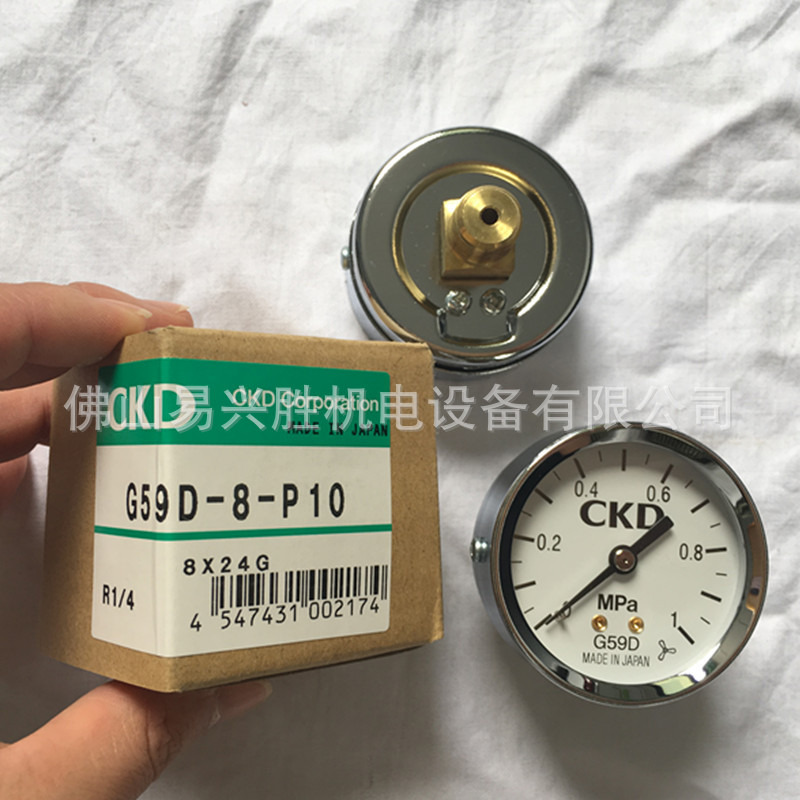 佛山易兴胜机电设备有限公司
CKD
CKD Corporation
MADE IN JAPAN
G59D-8-P10
8X24G
R1/4
4 547431 002174
0.4
0.6
CKD
0.2
0.8
0
MPa
1
G59D
MADE IN JAPAN